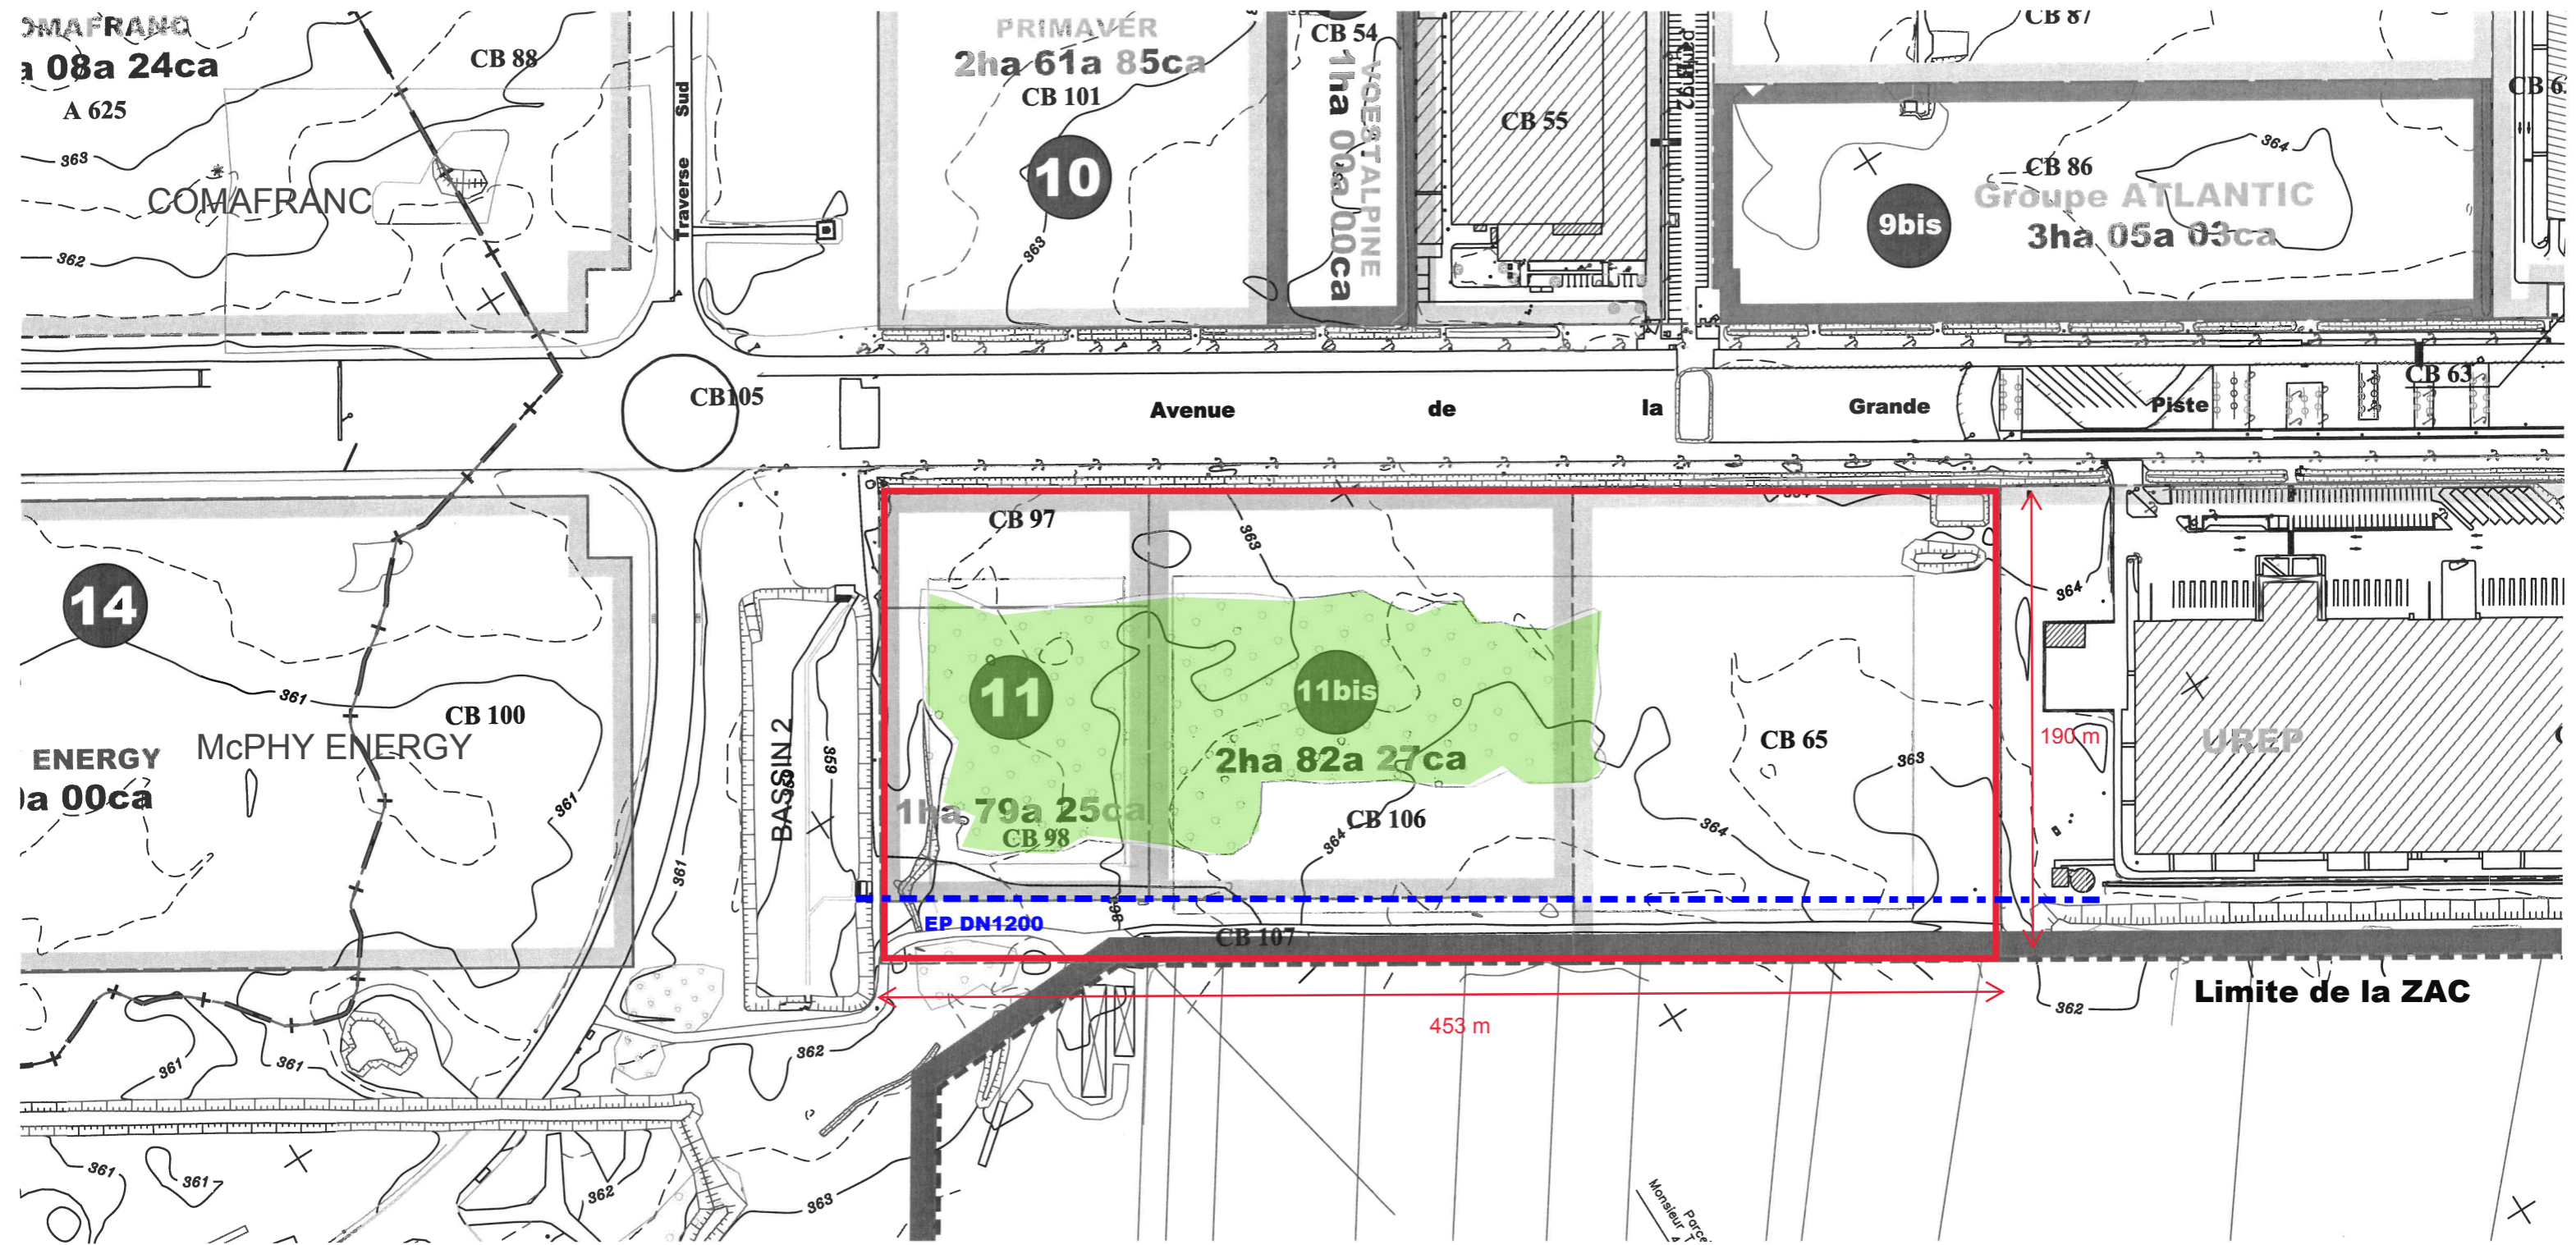 COMAFRANC
a 08a 24ca
A 625
CB 88
363
COMAFRANC
362
Traverse Sud
PRIMAVER
2ha 61a 85ca
CB 101
10
363
CB 54
VOESTALPINE
1ha 00a 00ca
CB 55
CB 87
CB 6
CB 86
364
Groupe ATLANTIC
9bis
3ha 05a 03ca
CB105
Avenue de la Grande Piste
CB 63
CB 97
363
364
14
11
11bis
361
CB 100
McPHY ENERGY
ENERGY
0a 00ca
361
361
BASSIN 2
359
2ha 82a 27ca
1ha 79a 25ca
CB 98
CB 106
364
CB 65
363
364
190 m
UREP
EP DN1200
CB 107
Limite de la ZAC
362
453 m
362
361
361
361
361
362
363
Parce
Monsieur T